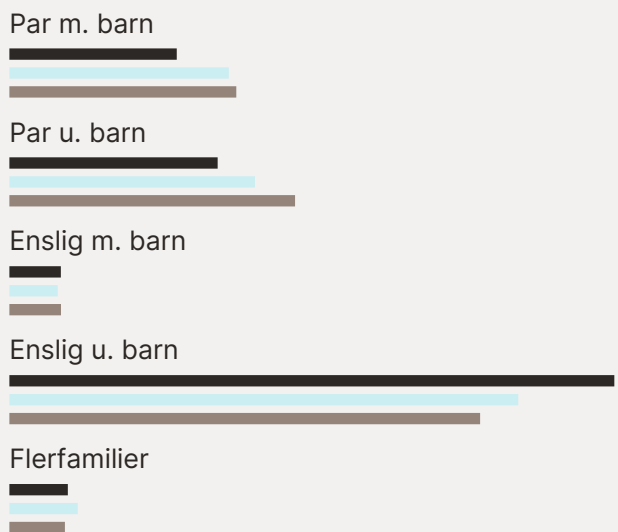 Par m. barn
Par u. barn
Enslig m. barn
Enslig u. barn
Flerfamilier